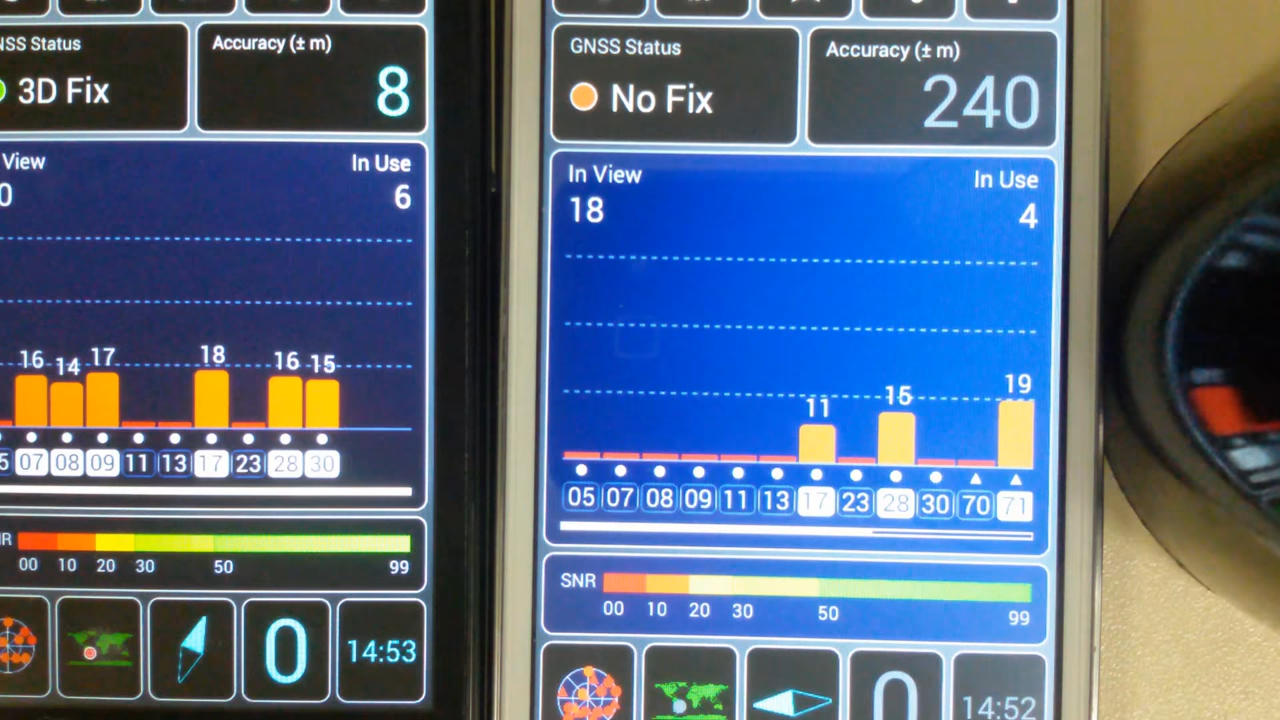 NSS Status
Accuracy (± m)
3D Fix
8
View
In Use
0
6
16 14 17 18 16 15
5 07 08 09 11 13 17 23 28 30
R
00 10 20 30 50 99
0
14:53
GNSS Status
Accuracy (± m)
No Fix
240
In View
In Use
18
4
11 15 19
05 07 08 09 11 13 17 23 28 30 70 71
SNR
00 10 20 30 50 99
0
14:52